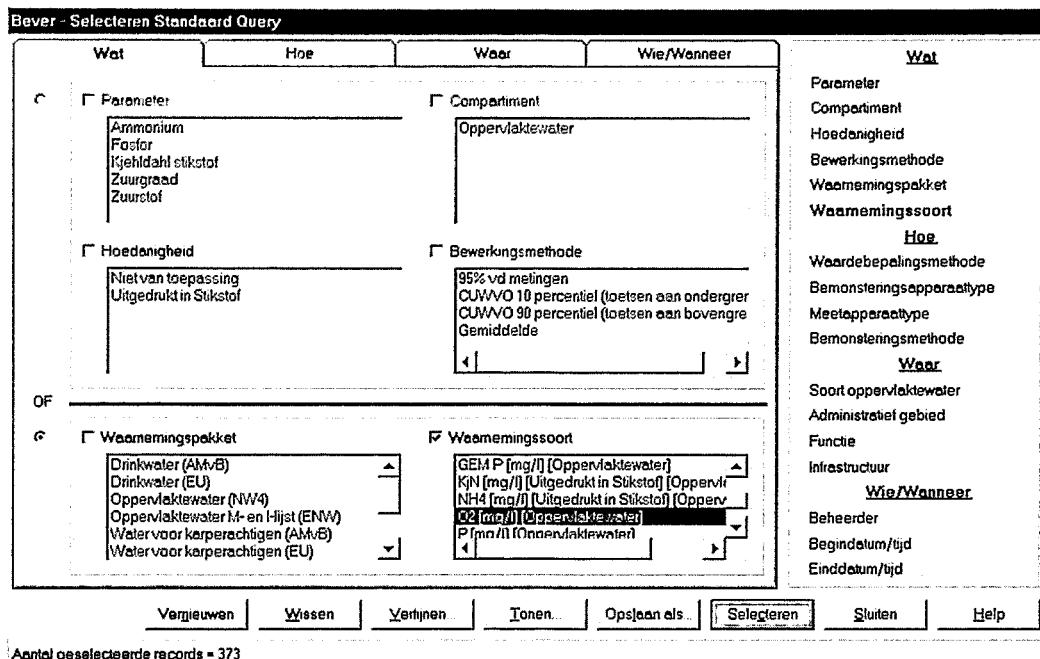 Bever - Selecteren Standaard Query
Wat
Hoe
Waar
Wie/Wanneer
Parameter
Ammonium
Fosfor
Kjehldahl stikstof
Zuurgraad
Zuurstof
Compartiment
Oppervlaktewater
Hoedanigheid
Niet van toepassing
Uitgedrukt in Stikstof
Bewerkingsmethode
95% vd metingen
CUWVO 10 percentiel (toetsen aan ondergrer
CUWVO 90 percentiel (toetsen aan bovengre
Gemiddelde
OF
Waarnemingspakket
Drinkwater (AMvB)
Drinkwater (EU)
Oppervlaktewater (NW4)
Oppervlaktewater M- en I-lijst (ENW)
Water voor karperachtigen (AMvB)
Water voor karperachtigen (EU)
Waarnemingssoort
GEM P [mg/l] [Oppervlaktewater]
KjN [mg/l] [Uitgedrukt in Stikstof] [Oppervl
NH4 [mg/l] [Uitgedrukt in Stikstof] [Opperv
O2 [mg/l] [Oppervlaktewater]
P [mg/l] [Oppervlaktewater]
Wat
Parameter
Compartiment
Hoedanigheid
Bewerkingsmethode
Waarnemingspakket
Waarnemingssoort
Hoe
Waardebepalingsmethode
Bemonsteringsapparaattype
Meetapparaattype
Bemonsteringsmethode
Waar
Soort oppervlaktewater
Administratief gebied
Functie
Infrastructuur
Wie/Wanneer
Beheerder
Begindatum/tijd
Einddatum/tijd
Vernieuwen
Wissen
Verfijnen...
Tonen...
Opslaan als...
Selecteren
Sluiten
Help
Aantal geselecteerde records = 373